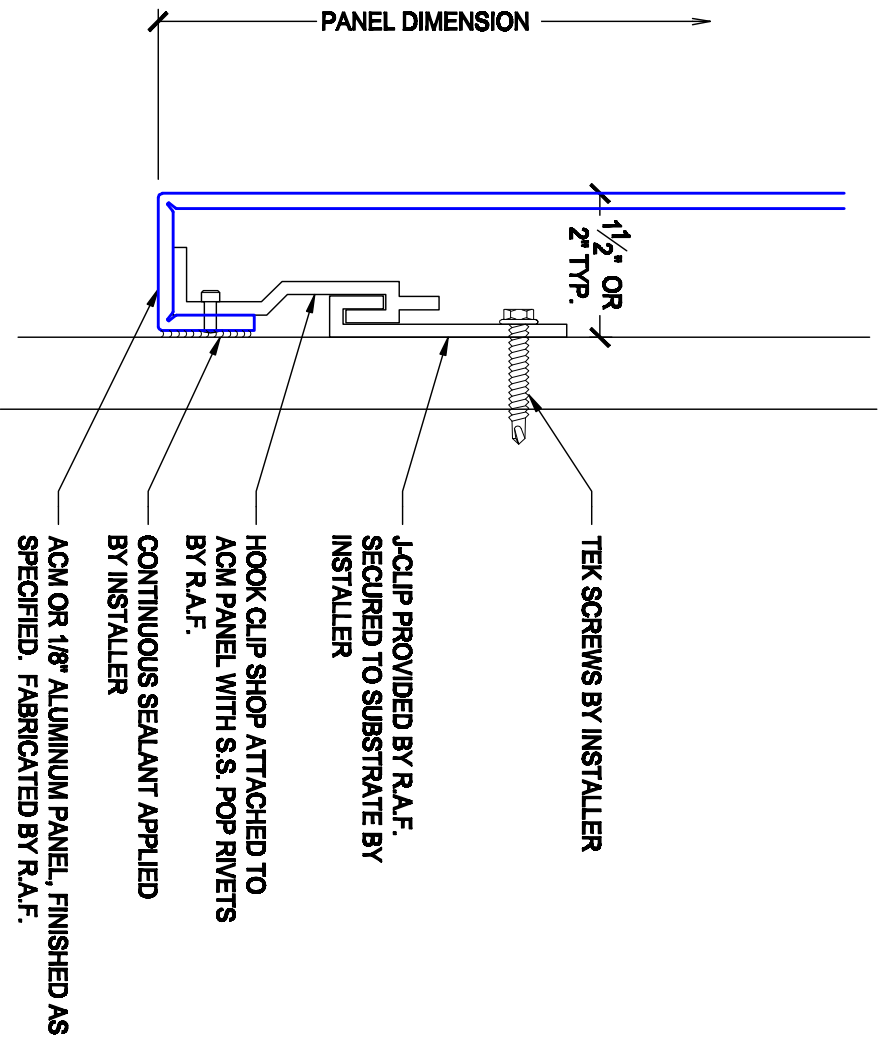 PANEL DIMENSION
1 1/2" OR
2" TYP.
TEK SCREWS BY INSTALLER
J-CLIP PROVIDED BY R.A.F.
SECURED TO SUBSTRATE BY
INSTALLER
HOOK CLIP SHOP ATTACHED TO
ACM PANEL WITH S.S. POP RIVETS
BY R.A.F.
CONTINUOUS SEALANT APPLIED
BY INSTALLER
ACM OR 1/8" ALUMINUM PANEL, FINISHED AS
SPECIFIED. FABRICATED BY R.A.F.